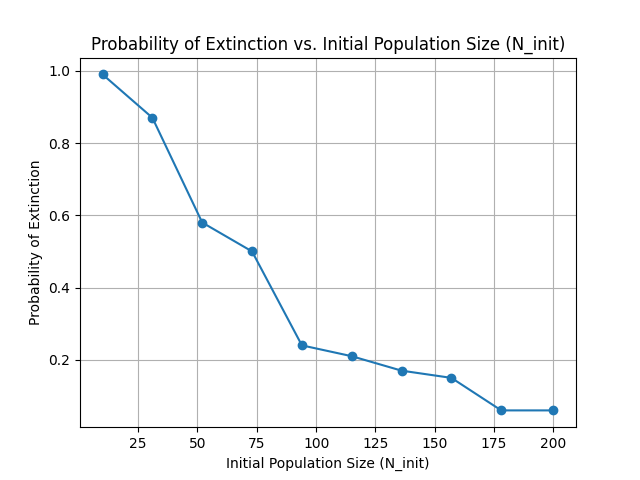 Probability of Extinction vs. Initial Population Size (N_init)
1.0
0.8
0.6
0.4
0.2
Probability of Extinction
25 50 75 100 125 150 175 200
Initial Population Size (N_init)